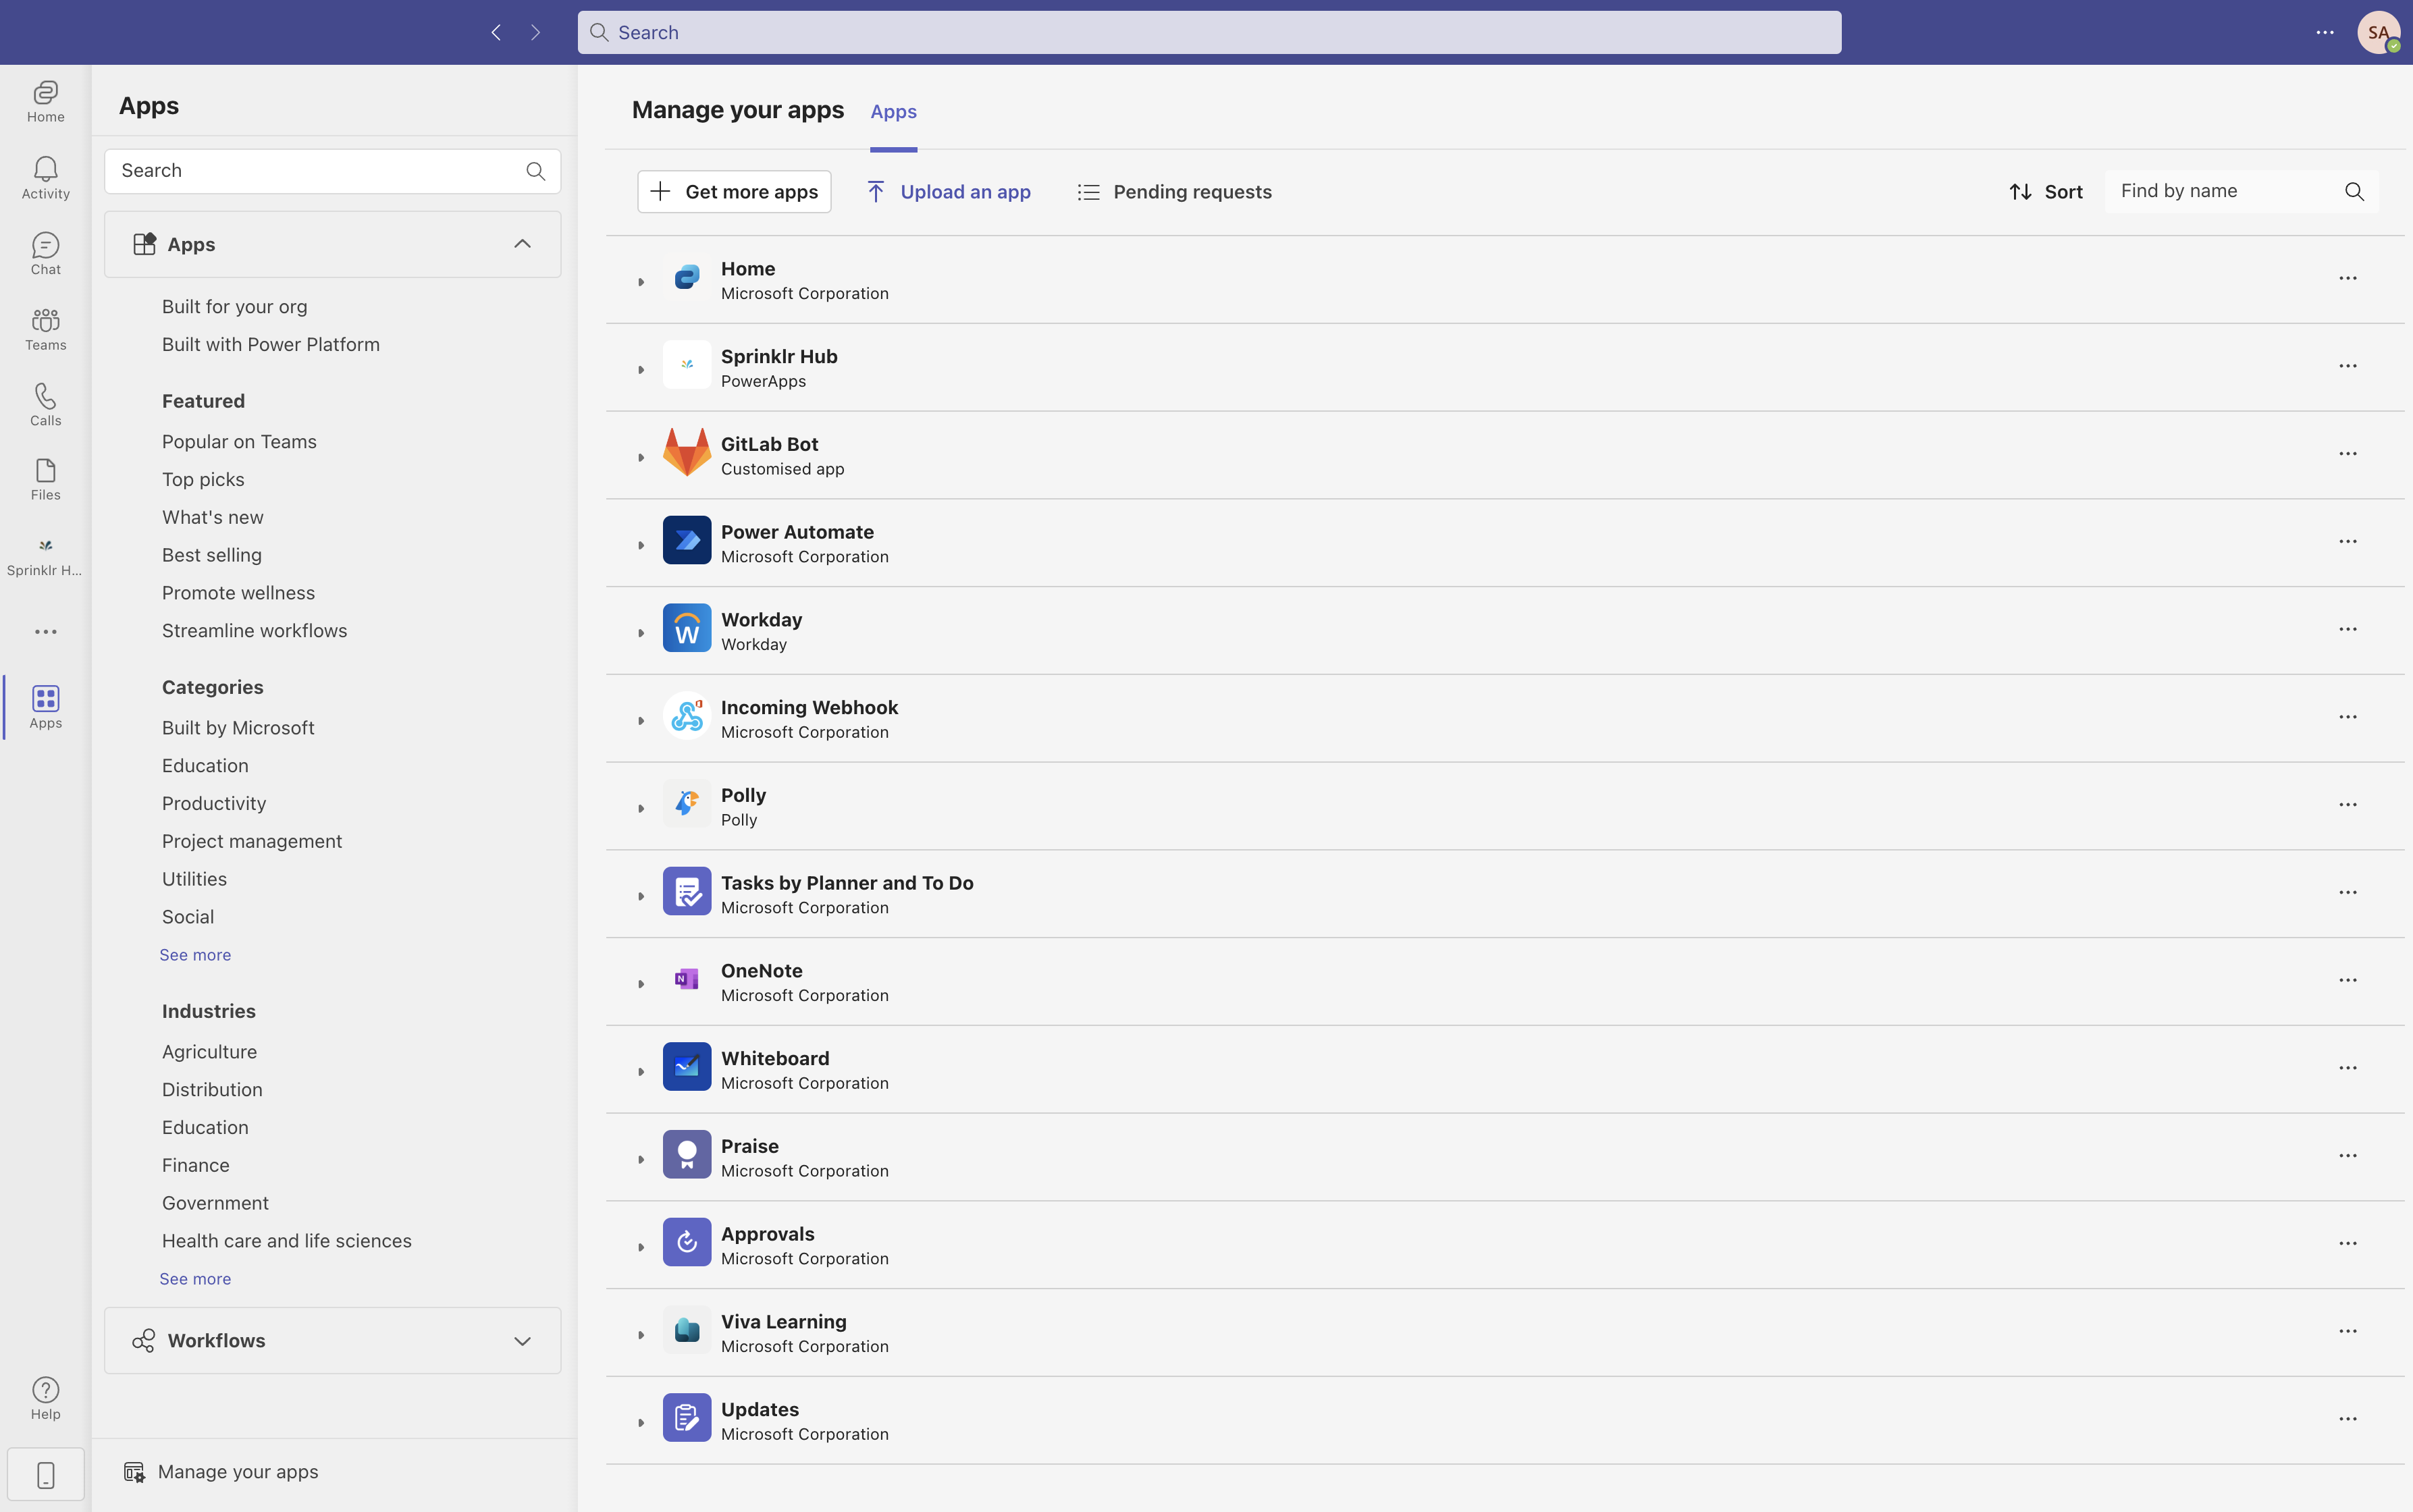 Search
SA
Home
Activity
Chat
Teams
Calls
Files
Sprinklr H...
Apps
Help
Apps
Search
Apps
Built for your org
Built with Power Platform
Featured
Popular on Teams
Top picks
What's new
Best selling
Promote wellness
Streamline workflows
Categories
Built by Microsoft
Education
Productivity
Project management
Utilities
Social
See more
Industries
Agriculture
Distribution
Education
Finance
Government
Health care and life sciences
See more
Workflows
Manage your apps
Manage your apps Apps
Get more apps Upload an app Pending requests Sort Find by name
Home
Microsoft Corporation
Sprinklr Hub
PowerApps
GitLab Bot
Customised app
Power Automate
Microsoft Corporation
W
Workday
Workday
Incoming Webhook
Microsoft Corporation
Polly
Polly
Tasks by Planner and To Do
Microsoft Corporation
N
OneNote
Microsoft Corporation
Whiteboard
Microsoft Corporation
Praise
Microsoft Corporation
Approvals
Microsoft Corporation
Viva Learning
Microsoft Corporation
Updates
Microsoft Corporation